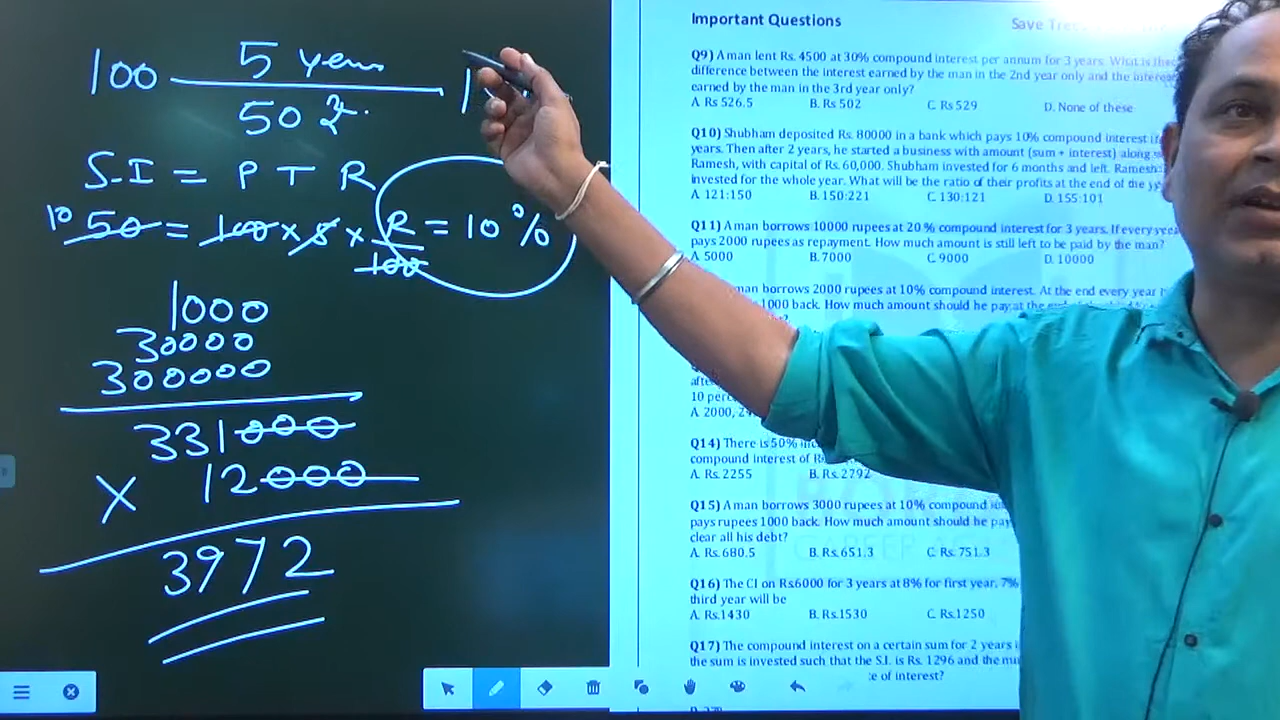 100 5 years
50 ₹.
S.I = P T R
10 50 = 100 × 5 × R = 10 %
100
1000
30000
300000
331000
X 12000
3972
Important Questions
Save
Q9) A man lent Rs. 4500 at 30% compound interest per annum for 3 years. What is the
difference between the interest earned by the man in the 2nd year only and the
earned by the man in the 3rd year only?
A Rs 526.5 B. Rs 502 C. Rs 529 D. None of these
Q10) Shubham deposited Rs. 80000 in a bank which pays 10% compound interest
years. Then after 2 years, he started a business with amount (sum + interest) along
Ramesh, with capital of Rs. 60,000. Shubham invested for 6 months and left. Ramesh
invested for the whole year. What will be the ratio of their profits at the end of the
A 121:150 B. 150:221 C. 130:121 D. 155:101
Q11) A man borrows 10000 rupees at 20 % compound interest for 3 years. If every year
pays 2000 rupees as repayment. How much amount is still left to be paid by the man?
A 5000 B. 7000 C. 9000 D. 10000
man borrows 2000 rupees at 10% compound interest. At the end every year
1000 back. How much amount should he pay at the
10
A. 2000,
Q14) There is 50%
compound interest of
A. Rs. 2255 B. Rs. 2792
Q15) A man borrows 3000 rupees at 10% compound
pays rupees 1000 back. How much amount should he pay
clear all his debt?
A. Rs. 680.5 B. Rs. 651.3 C. Rs. 751.3
Q16) The CI on Rs6000 for 3 years at 8% for first year, 7%
third year will be
A. Rs.1430 B. Rs.1530 C. Rs.1250
Q17) The compound interest on a certain sum for 2 years
the sum is invested such that the S.I. is Rs. 1296 and the
of interest?